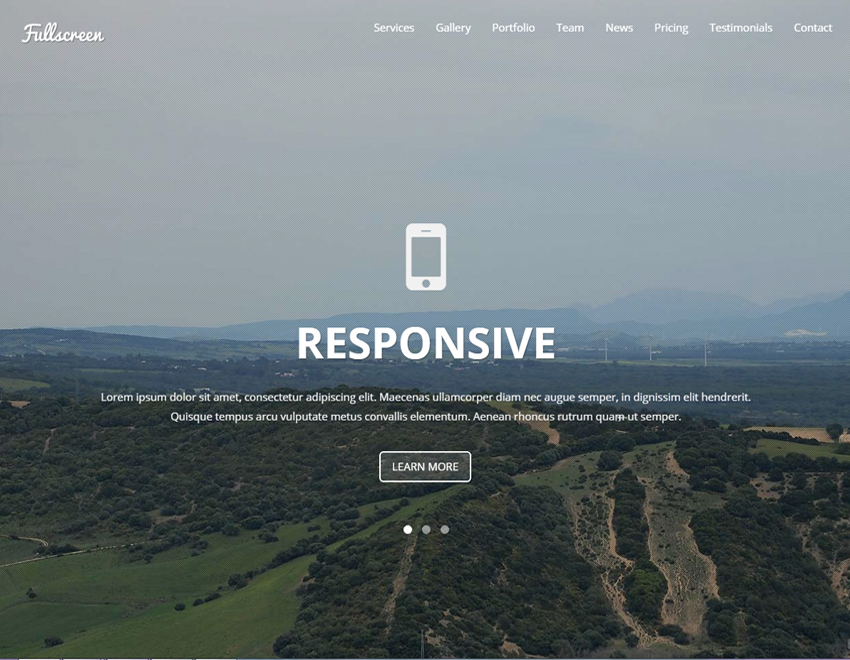 Fullscreen
Services Gallery Portfolio Team News Pricing Testimonials Contact
RESPONSIVE
Lorem ipsum dolor sit amet, consectetur adipiscing elit. Maecenas ullamcorper diam nec augue semper, in dignissim elit hendrerit.
Quisque tempus arcu vulputate metus convallis elementum. Aenean rhoncus rutrum quam ut semper.
LEARN MORE